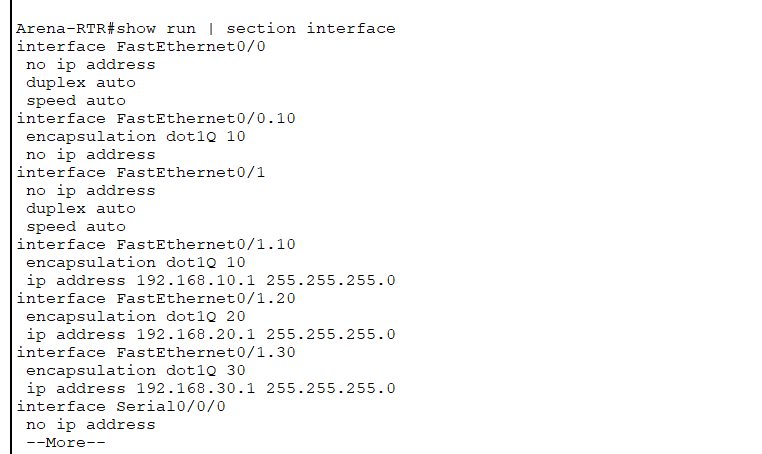 Arena-RTR#show run | section interface
interface FastEthernet0/0
no ip address
duplex auto
speed auto
interface FastEthernet0/0.10
encapsulation dot1Q 10
no ip address
interface FastEthernet0/1
no ip address
duplex auto
speed auto
interface FastEthernet0/1.10
encapsulation dot1Q 10
ip address 192.168.10.1 255.255.255.0
interface FastEthernet0/1.20
encapsulation dot1Q 20
ip address 192.168.20.1 255.255.255.0
interface FastEthernet0/1.30
encapsulation dot1Q 30
ip address 192.168.30.1 255.255.255.0
interface Serial0/0/0
no ip address
--More--